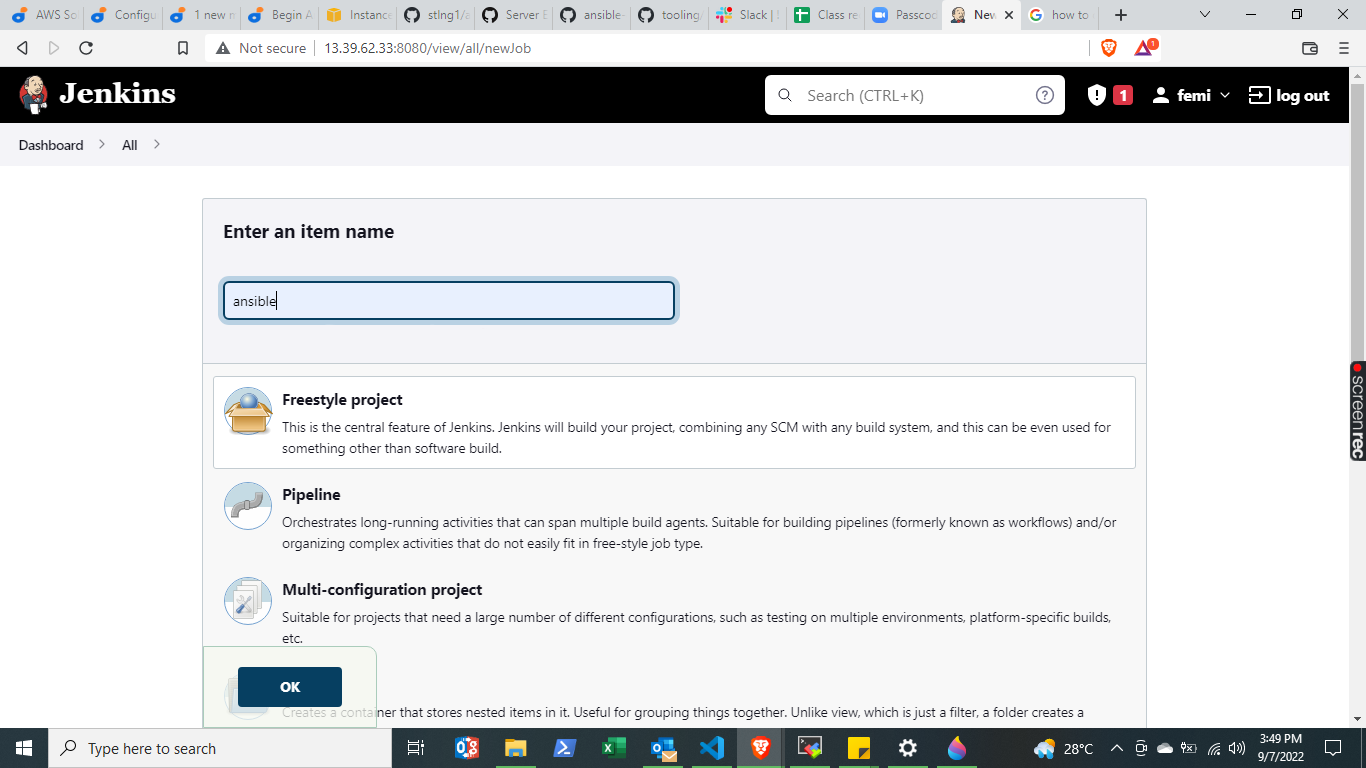 AWS So
Configu
1 new n
Begin A
Instance
stlng1/a
Server E
ansible-
tooling/
Slack |
Class re
Passcod
New
how to
Not secure
13.39.62.33:8080/view/all/newJob
1
Jenkins
Search (CTRL+K)
1
femi
log out
Dashboard
All
Enter an item name
ansible
Freestyle project
This is the central feature of Jenkins. Jenkins will build your project, combining any SCM with any build system, and this can be even used for
something other than software build.
Pipeline
Orchestrates long-running activities that can span multiple build agents. Suitable for building pipelines (formerly known as workflows) and/or
organizing complex activities that do not easily fit in free-style job type.
Multi-configuration project
Suitable for projects that need a large number of different configurations, such as testing on multiple environments, platform-specific builds,
etc.
OK
Creates a container that stores nested items in it. Useful for grouping things together. Unlike view, which is just a filter, a folder creates a
screenrec
Type here to search
28°C
3:49 PM
9/7/2022